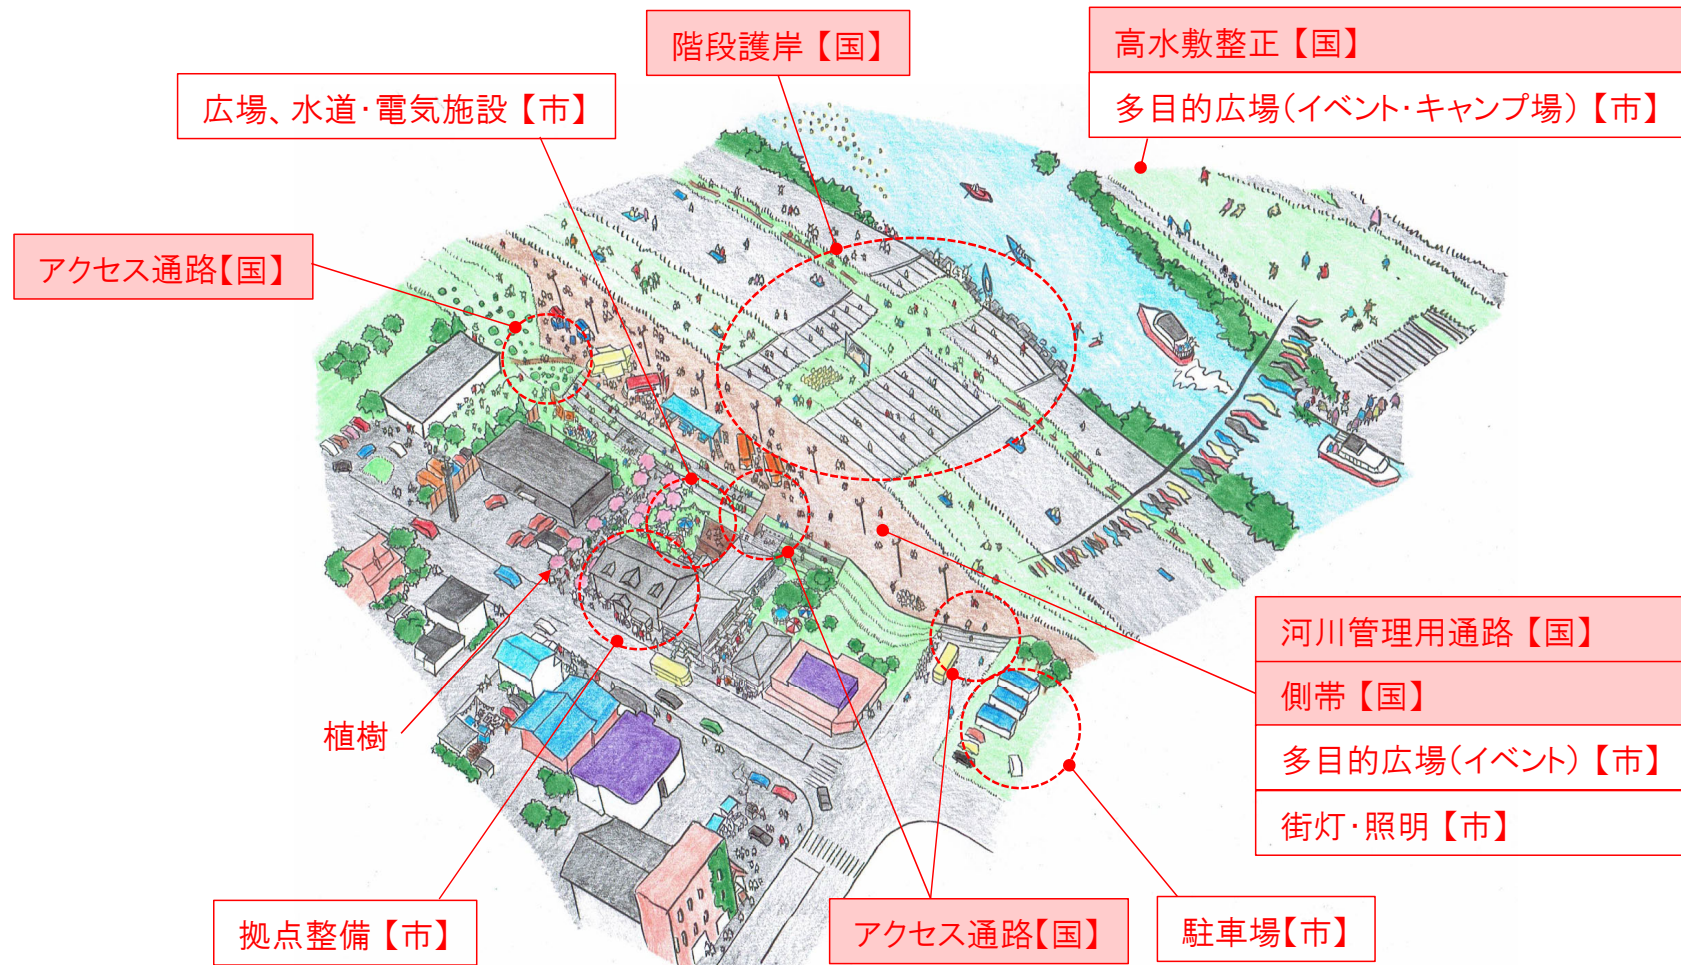 階段護岸【国】
高水敷整正【国】
多目的広場(イベント・キャンプ場)【市】
広場、水道・電気施設【市】
アクセス通路【国】
河川管理用通路【国】
側帯【国】
多目的広場(イベント)【市】
街灯・照明【市】
植樹
拠点整備【市】
アクセス通路【国】
駐車場【市】